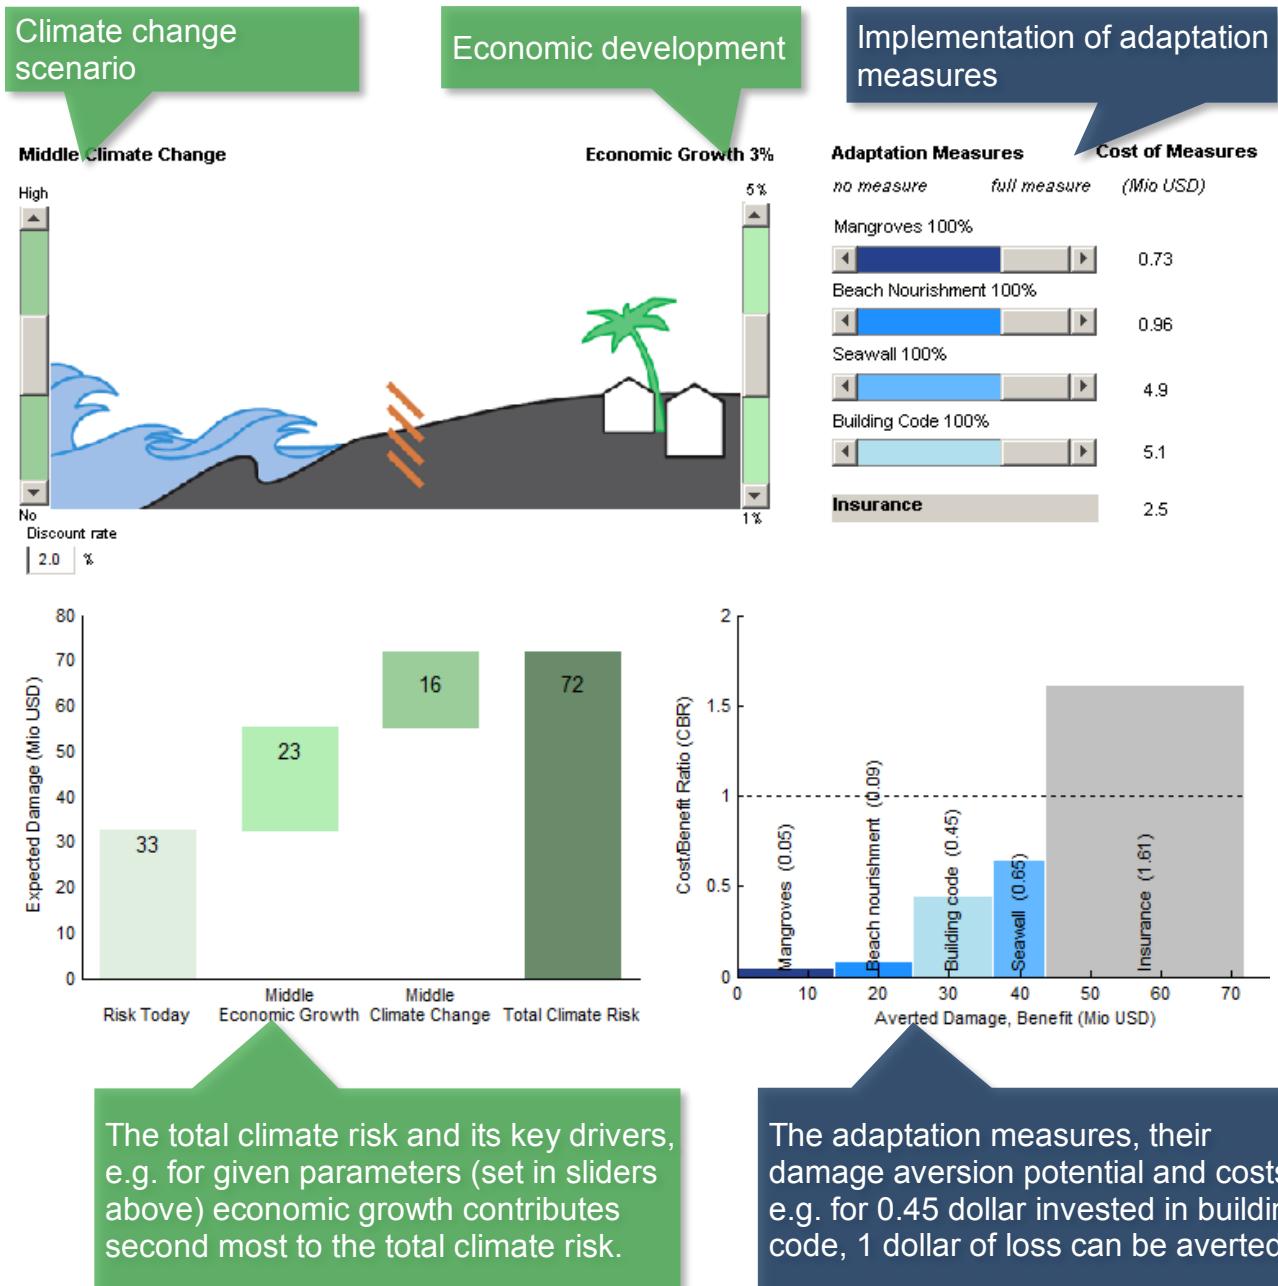 Climate change
scenario
Economic development
Implementation of adaptation
measures
Middle Climate Change
Economic Growth 3%
High
5 %
No
1 %
Discount rate
2.0 %
Adaptation Measures
Cost of Measures
no measure
full measure
(Mio USD)
Mangroves 100%
0.73
Beach Nourishment 100%
0.96
Seawall 100%
4.9
Building Code 100%
5.1
Insurance
2.5
Expected Damage (Mio USD)
80
70
60
50
40
30
20
10
0
33
23
16
72
Risk Today
Middle
Economic Growth
Middle
Climate Change
Total Climate Risk
Cost/Benefit Ratio (CBR)
2
1.5
1
0.5
0
Mangroves (0.05)
Beach nourishment (0.09)
Building code (0.45)
Seawall (0.65)
Insurance (1.61)
0 10 20 30 40 50 60 70
Averted Damage, Benefit (Mio USD)
The total climate risk and its key drivers,
e.g. for given parameters (set in sliders
above) economic growth contributes
second most to the total climate risk.
The adaptation measures, their
damage aversion potential and costs
e.g. for 0.45 dollar invested in buildin
code, 1 dollar of loss can be averted